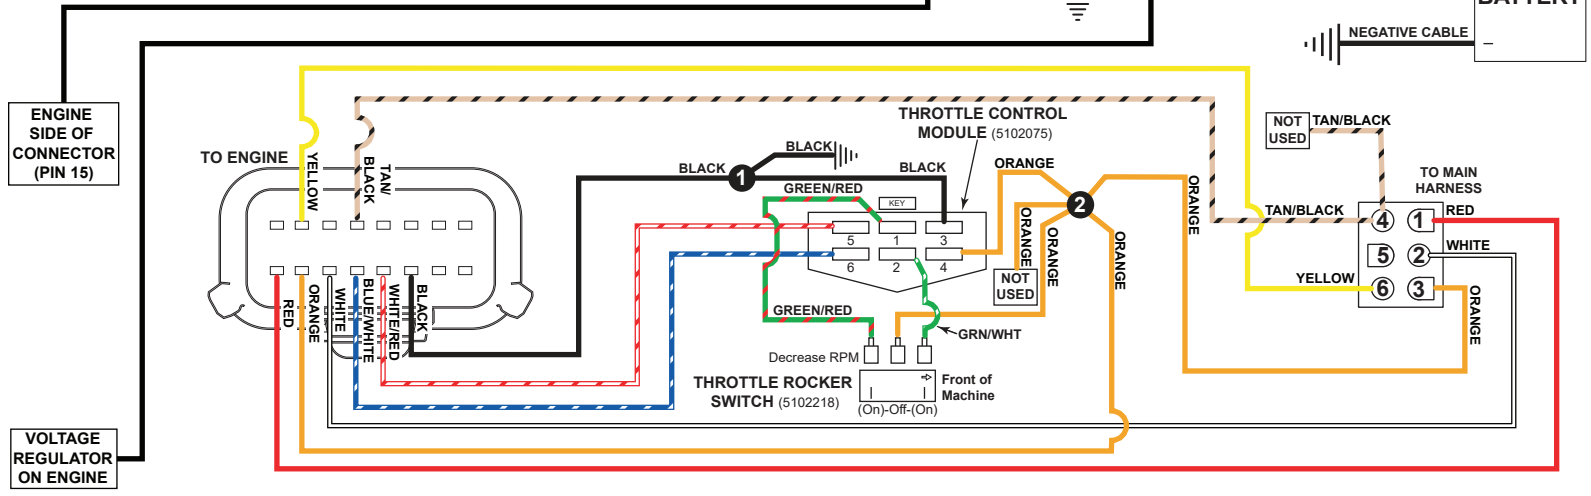 BATTERY
NEGATIVE CABLE
–
ENGINE
SIDE OF
CONNECTOR
(PIN 15)
TO ENGINE
YELLOW
TAN/
BLACK
THROTTLE CONTROL
MODULE (5102075)
NOT
USED
TAN/BLACK
BLACK
BLACK
1
BLACK
ORANGE
GREEN/RED
KEY
2
ORANGE
TO MAIN
HARNESS
TAN/BLACK
4
1
RED
5
1
3
6
2
4
ORANGE
ORANGE
ORANGE
NOT
USED
5
2
WHITE
YELLOW
6
3
ORANGE
RED
ORANGE
WHITE
BLUE/WHITE
WHITE/RED
BLACK
GREEN/RED
GRN/WHT
Decrease RPM
THROTTLE ROCKER
SWITCH (5102218)
Front of
Machine
(On)-Off-(On)
VOLTAGE
REGULATOR
ON ENGINE